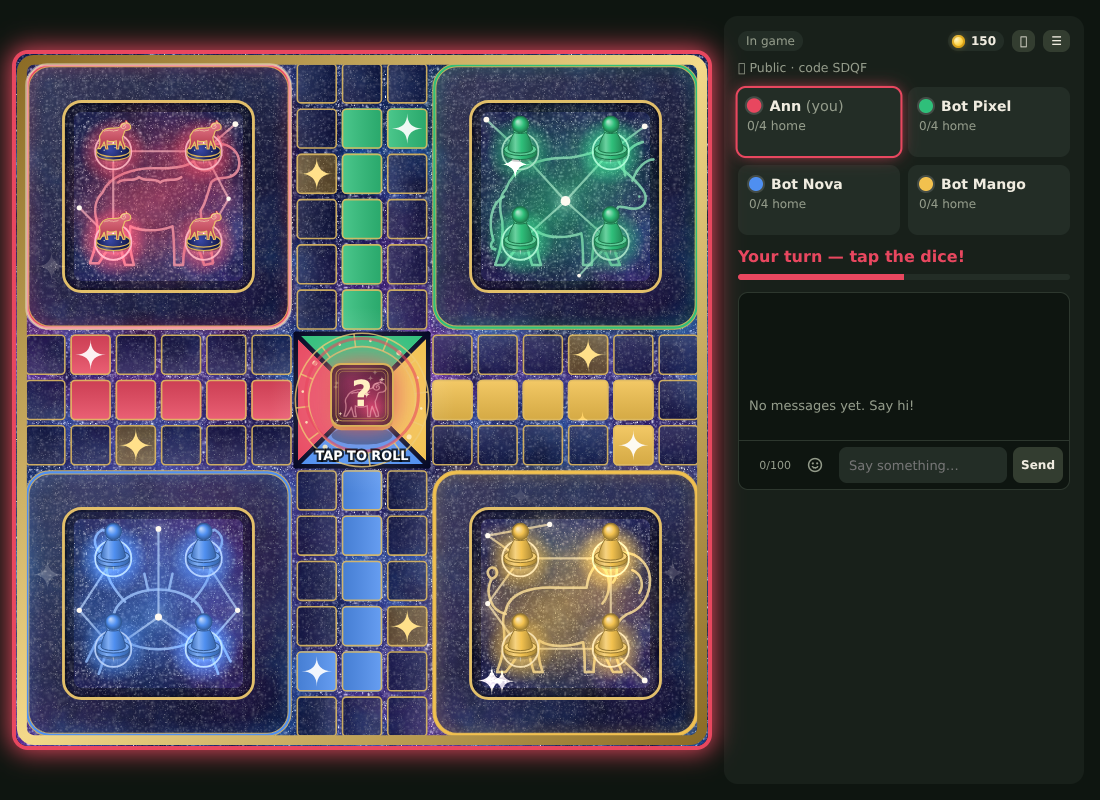 In game
150
Public · code SDQF
Ann (you)
0/4 home
Bot Pixel
0/4 home
Bot Nova
0/4 home
Bot Mango
0/4 home
Your turn — tap the dice!
?
TAP TO ROLL
No messages yet. Say hi!
0/100
Say something...
Send